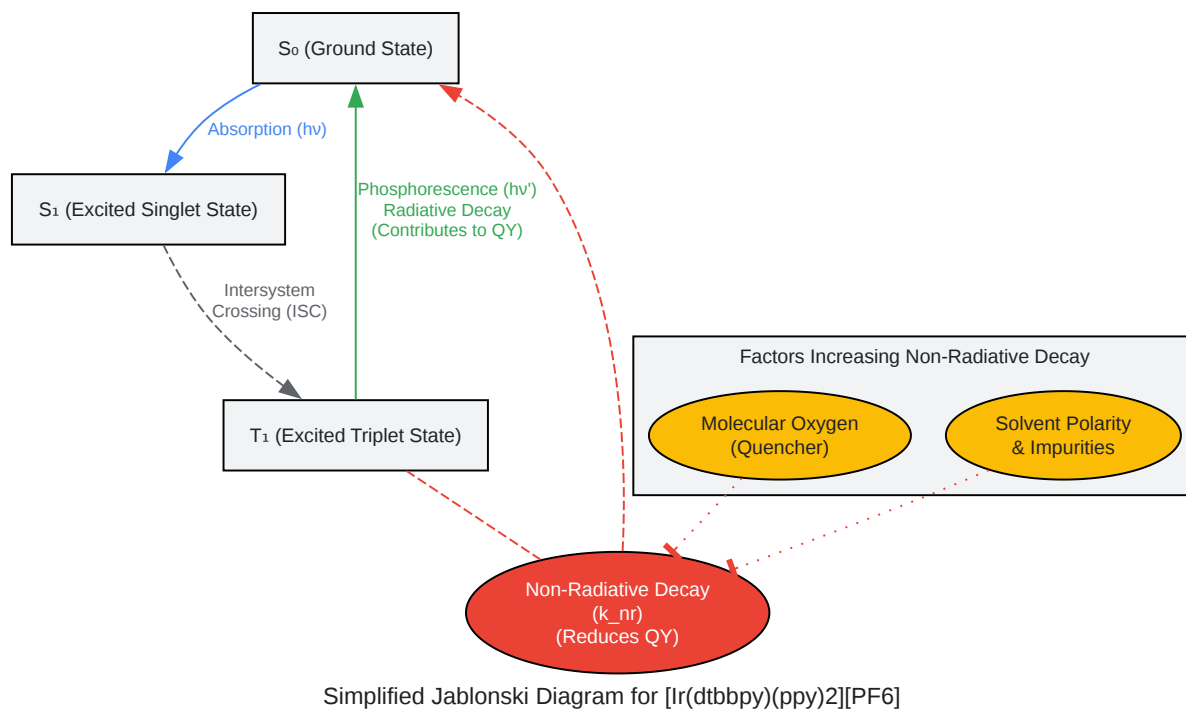 S₀ (Ground State)
Absorption (hν)
S₁ (Excited Singlet State)
Phosphorescence (hν')
Radiative Decay
(Contributes to QY)
Intersystem
Crossing (ISC)
Factors Increasing Non-Radiative Decay
Molecular Oxygen
(Quencher)
Solvent Polarity
& Impurities
T₁ (Excited Triplet State)
Non-Radiative Decay
(k_nr)
(Reduces QY)
Simplified Jablonski Diagram for [Ir(dtbbpy)(ppy)2][PF6]